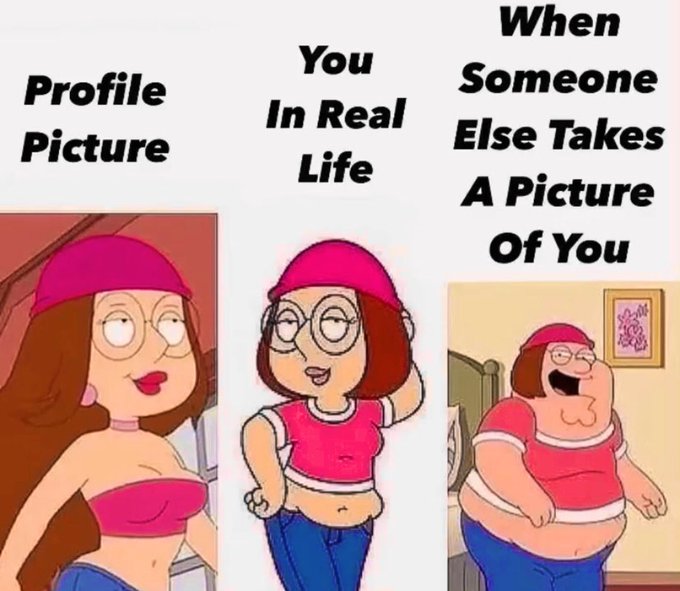 Profile
Picture
You
In Real
Life
When
Someone
Else Takes
A Picture
Of You